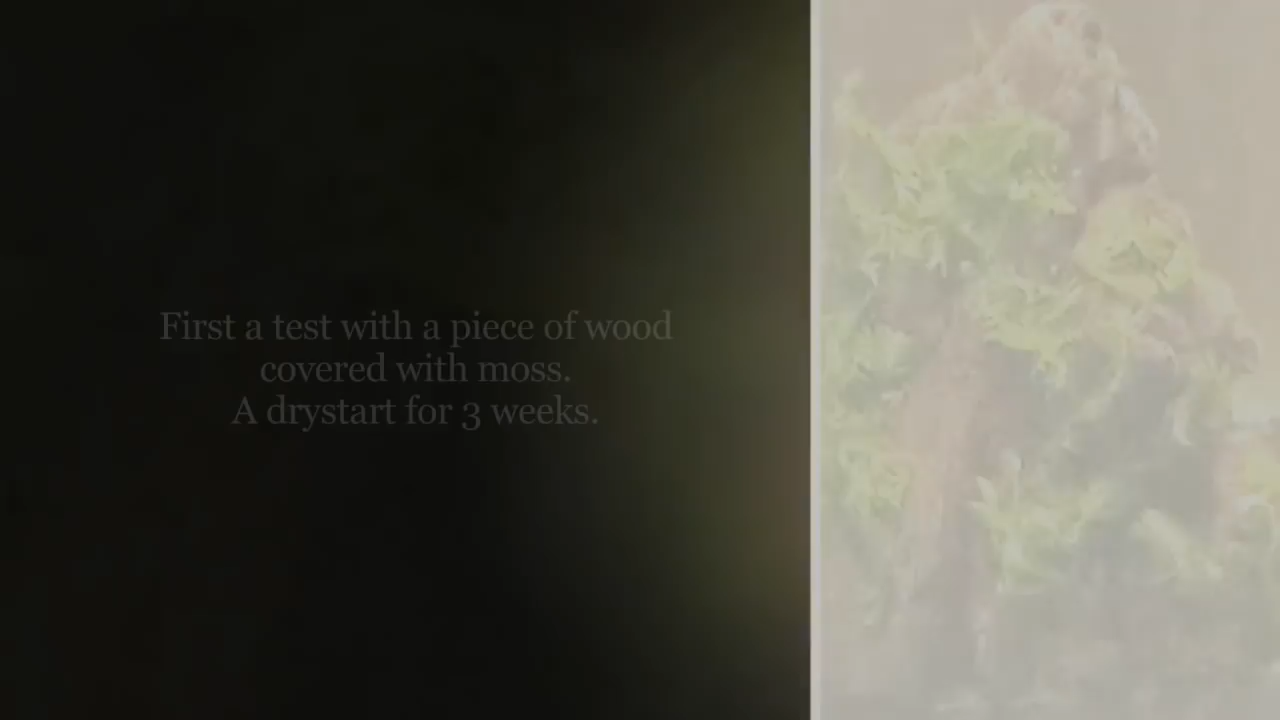 First a test with a piece of wood
covered with moss.
A drystart for 3 weeks.